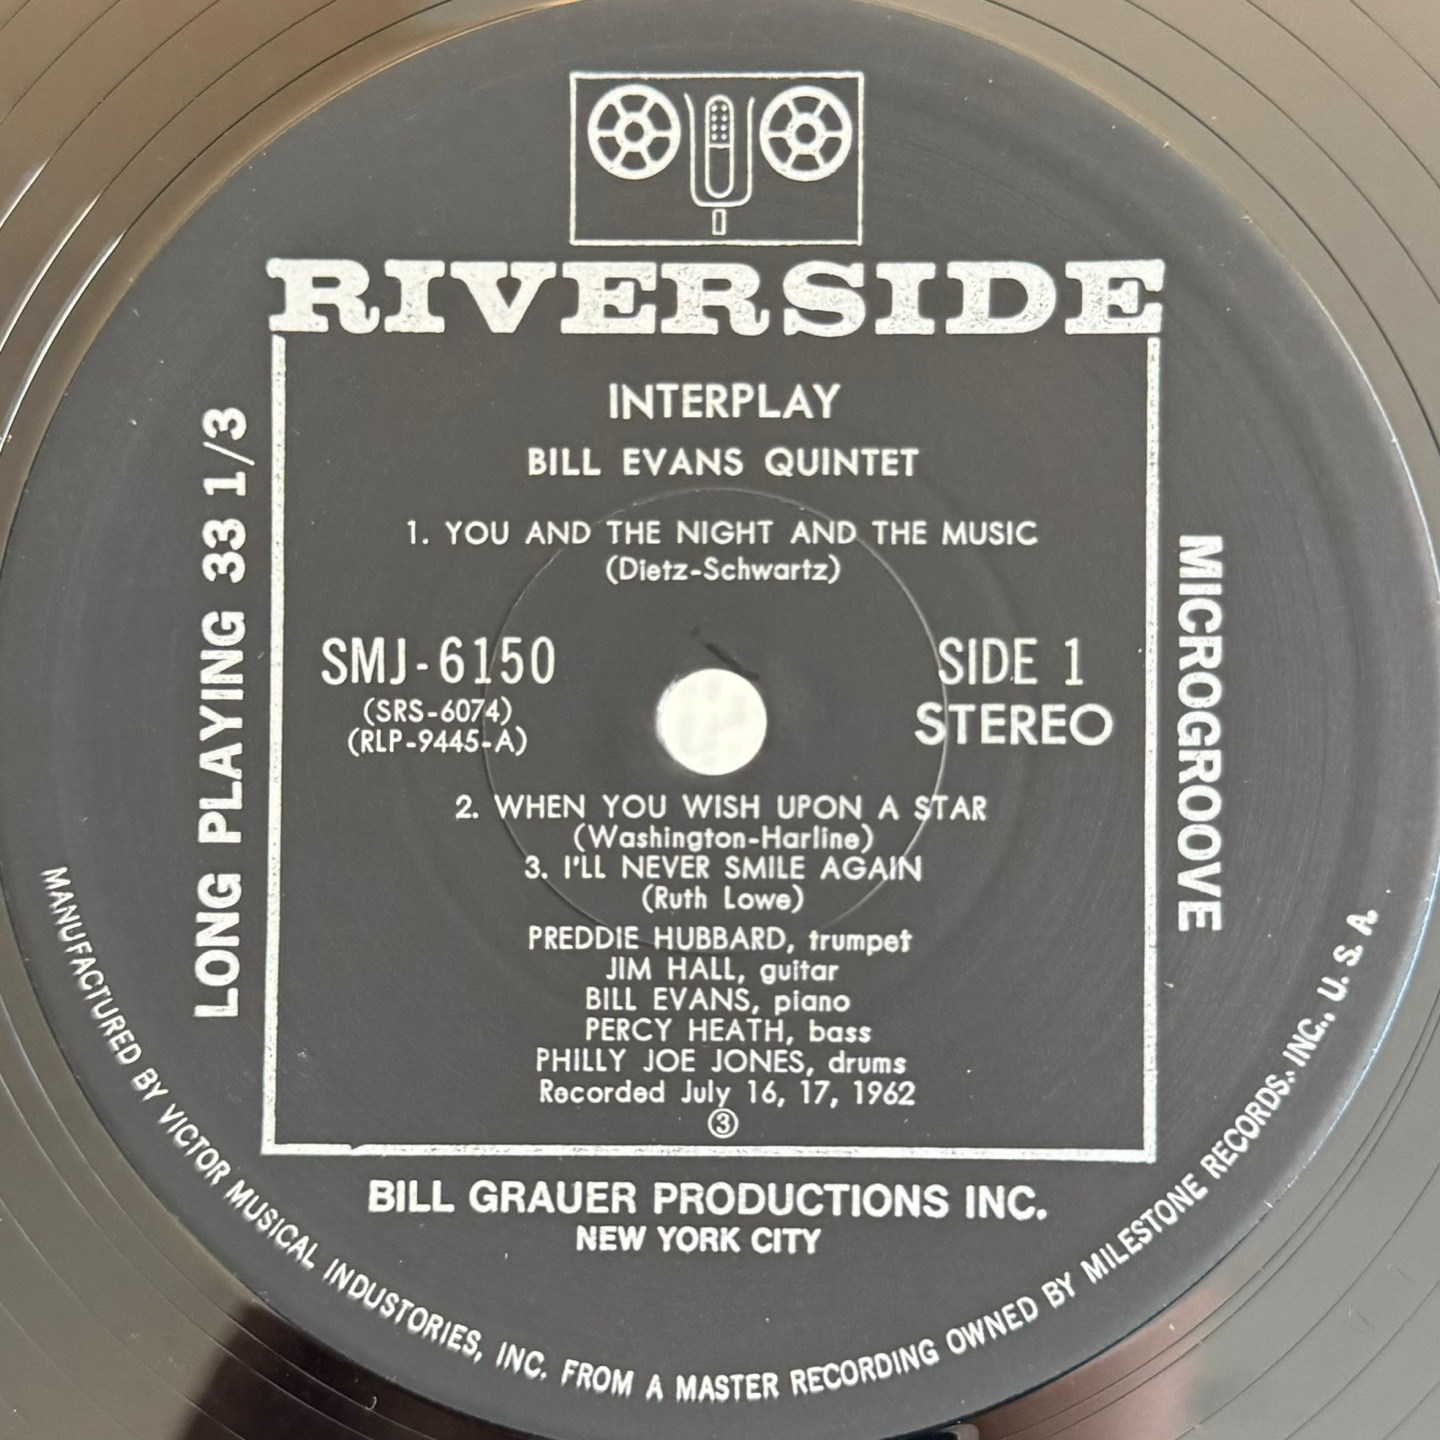 RIVERSIDE
INTERPLAY
BILL EVANS QUINTET
1. YOU AND THE NIGHT AND THE MUSIC
(Dietz-Schwartz)
SMJ-6150
(SRS-6074)
(RLP-9445-A)
SIDE 1
STEREO
2. WHEN YOU WISH UPON A STAR
(Washington-Harline)
3. I'LL NEVER SMILE AGAIN
(Ruth Lowe)
PREDDIE HUBBARD, trumpet
JIM HALL, guitar
BILL EVANS, piano
PERCY HEATH, bass
PHILLY JOE JONES, drums
Recorded July 16, 17, 1962
③
LONG PLAYING 33 1/3
MICROGROOVE
BILL GRAUER PRODUCTIONS INC.
NEW YORK CITY
MANUFACTURED BY VICTOR MUSICAL INDUSTORIES, INC. FROM A MASTER RECORDING OWNED BY MILESTONE RECORDS, INC., U. S. A.